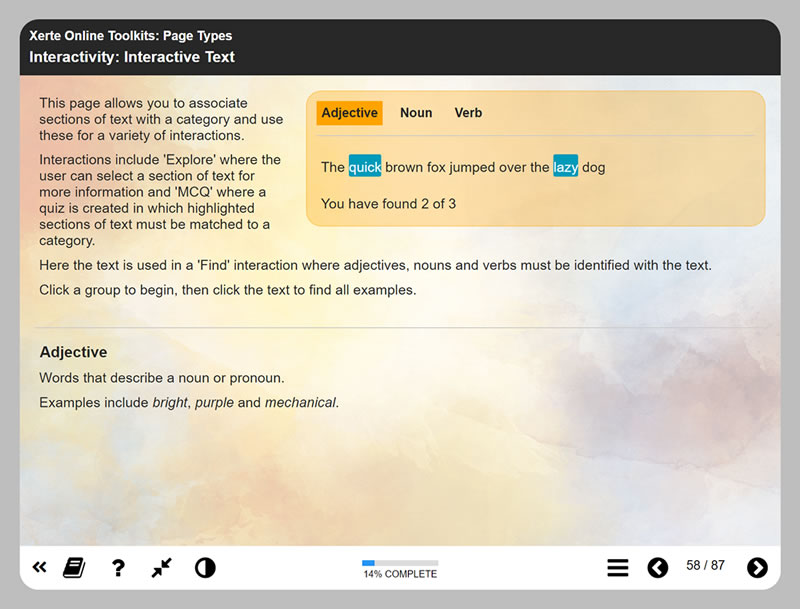 Xerte Online Toolkits: Page Types
Interactivity: Interactive Text
This page allows you to associate
sections of text with a category and use
these for a variety of interactions.
Interactions include 'Explore' where the
user can select a section of text for
more information and 'MCQ' where a
quiz is created in which highlighted
sections of text must be matched to a
category.
Adjective Noun Verb
The quick brown fox jumped over the lazy dog
You have found 2 of 3
Here the text is used in a 'Find' interaction where adjectives, nouns and verbs must be identified with the text.
Click a group to begin, then click the text to find all examples.
Adjective
Words that describe a noun or pronoun.
Examples include bright, purple and mechanical.
14% COMPLETE
58 / 87